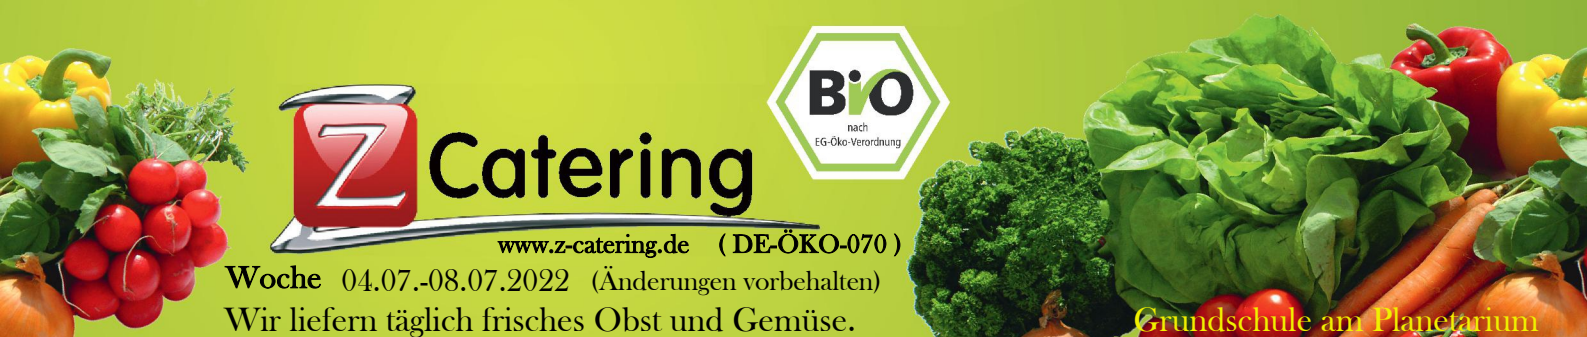 BiO
nach
EG-Öko-Verordnung
Z Catering
www.z-catering.de ( DE-ÖKO-070 )
Woche 04.07.-08.07.2022 (Änderungen vorbehalten)
Wir liefern täglich frisches Obst und Gemüse.
Grundschule am Planetarium